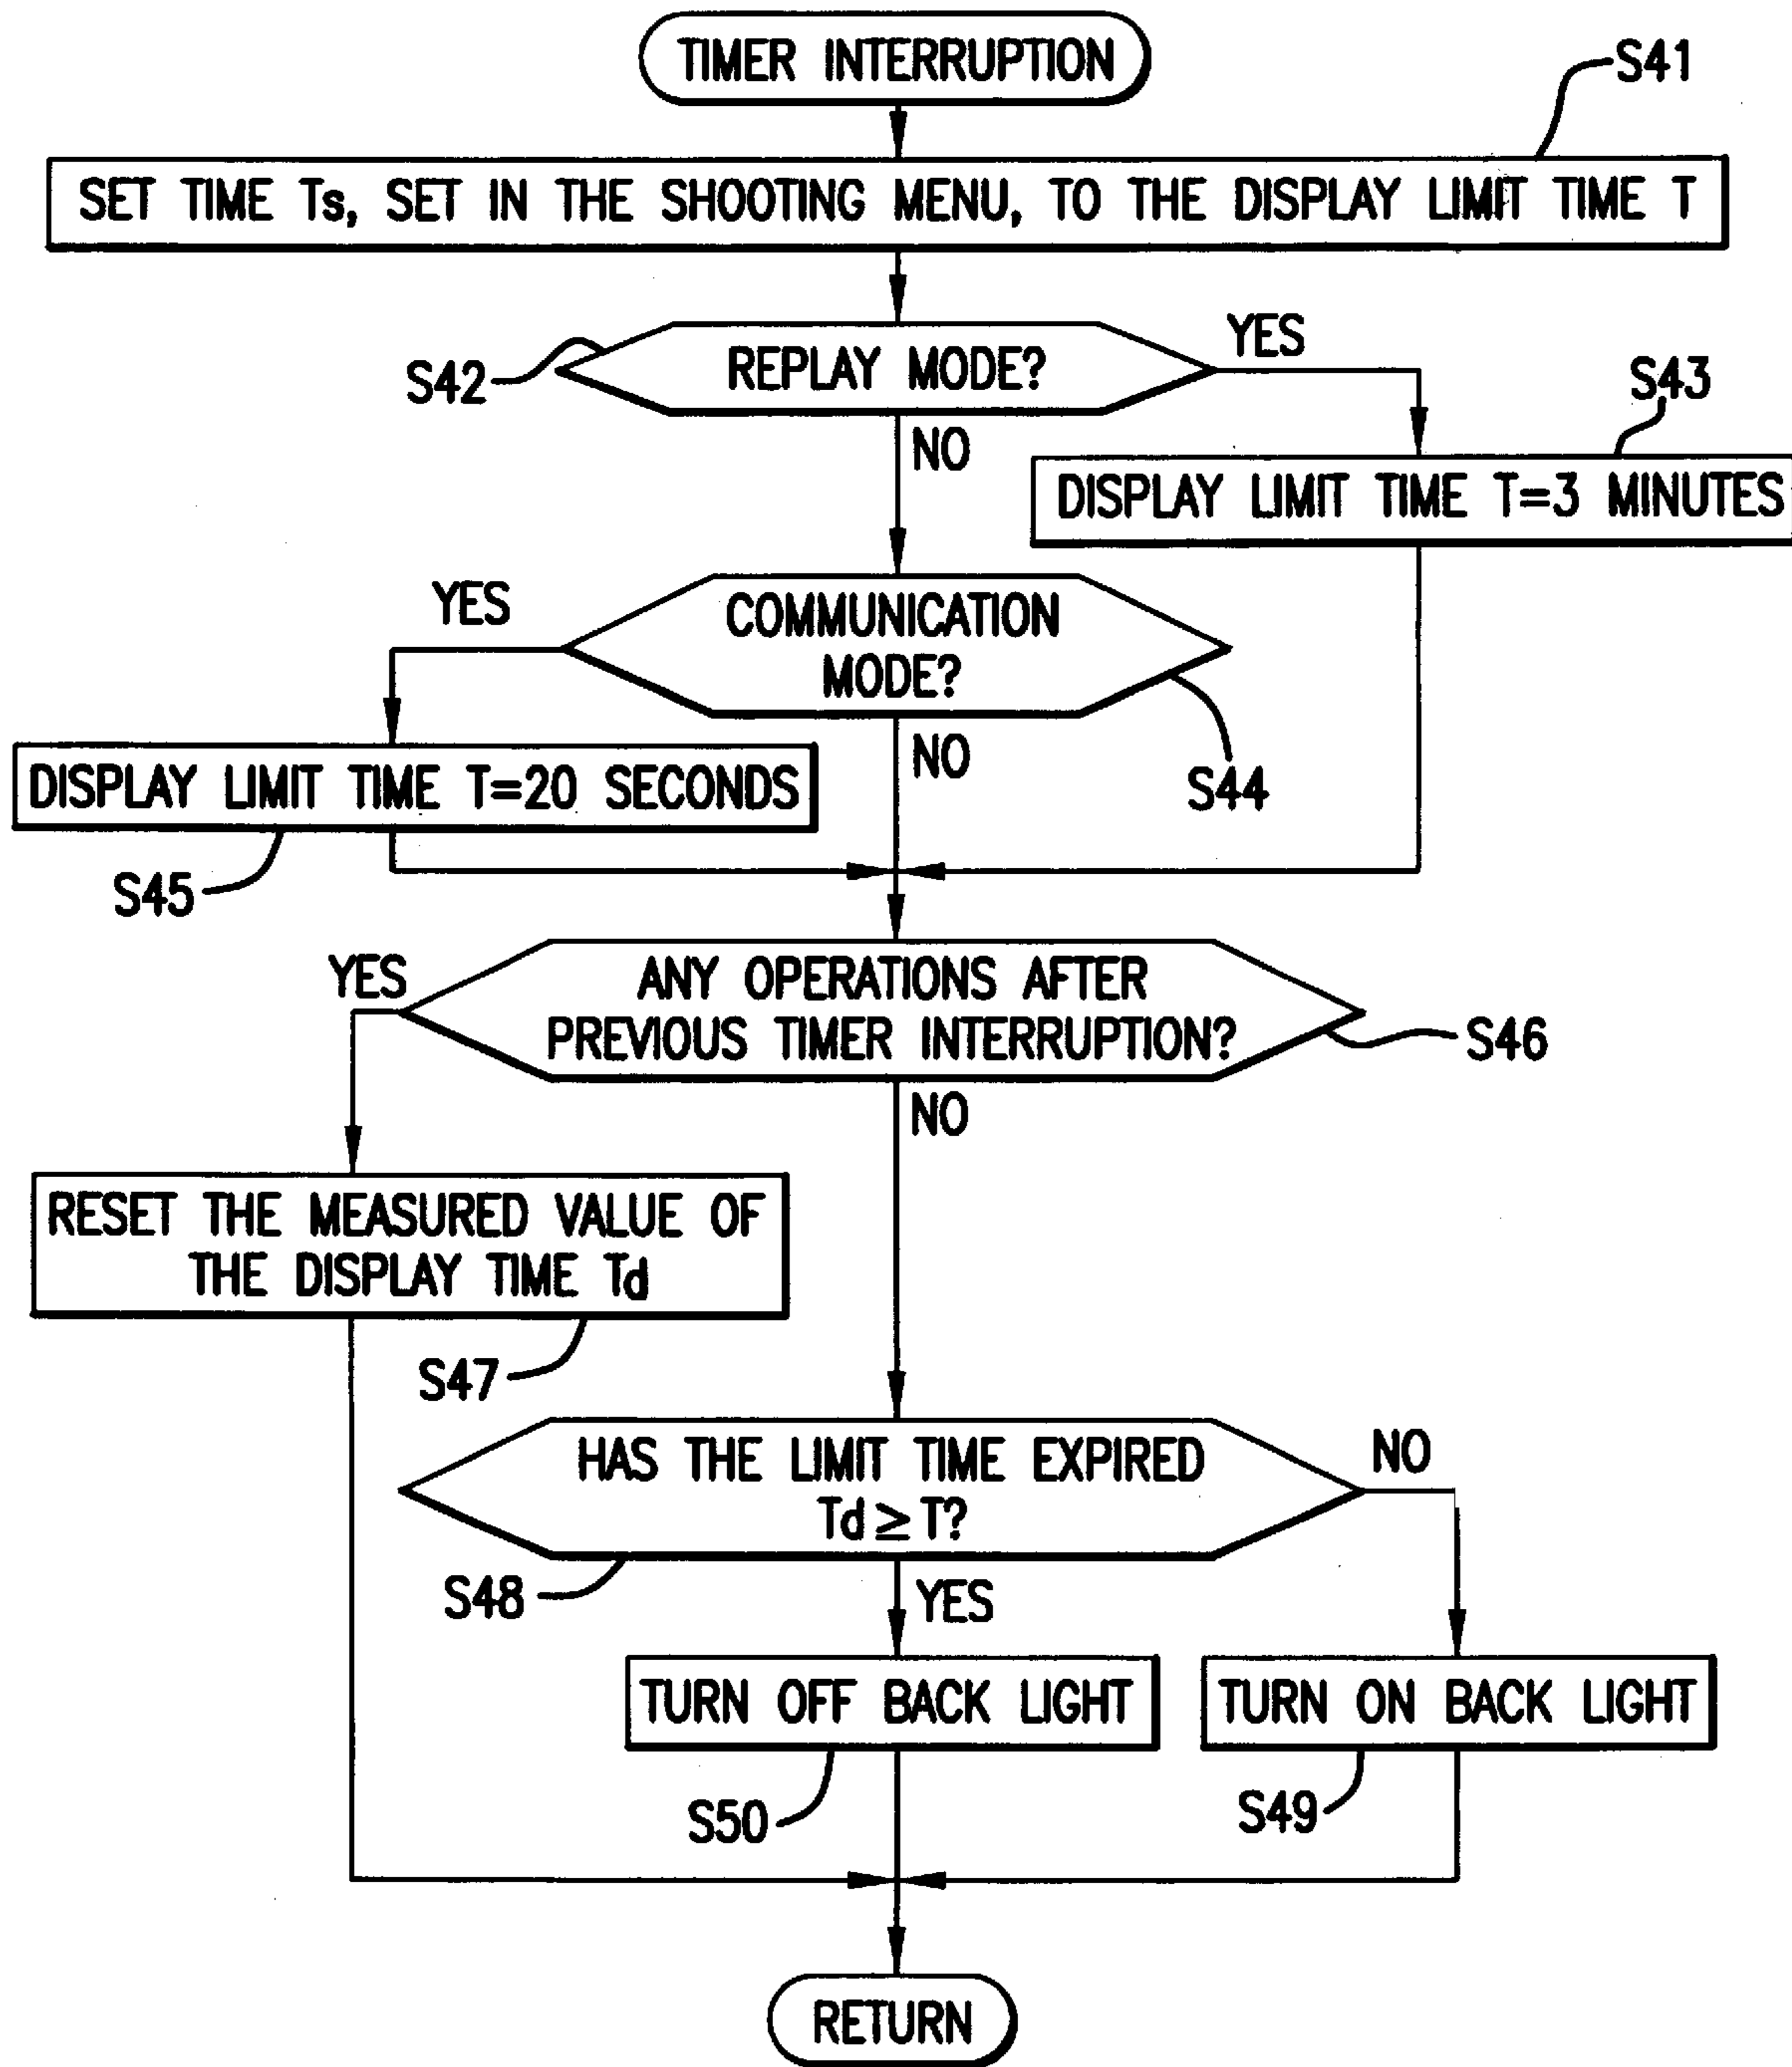 TIMER INTERRUPTION
S41
SET TIME Ts, SET IN THE SHOOTING MENU, TO THE DISPLAY LIMIT TIME T
S42
REPLAY MODE?
YES
NO
S43
DISPLAY LIMIT TIME T=3 MINUTES
YES
COMMUNICATION
MODE?
S44
NO
DISPLAY LIMIT TIME T=20 SECONDS
S45
YES
ANY OPERATIONS AFTER
PREVIOUS TIMER INTERRUPTION?
S46
NO
RESET THE MEASURED VALUE OF
THE DISPLAY TIME Td
S47
HAS THE LIMIT TIME EXPIRED
Td ≥ T?
NO
S48
YES
TURN OFF BACK LIGHT
TURN ON BACK LIGHT
S50
S49
RETURN